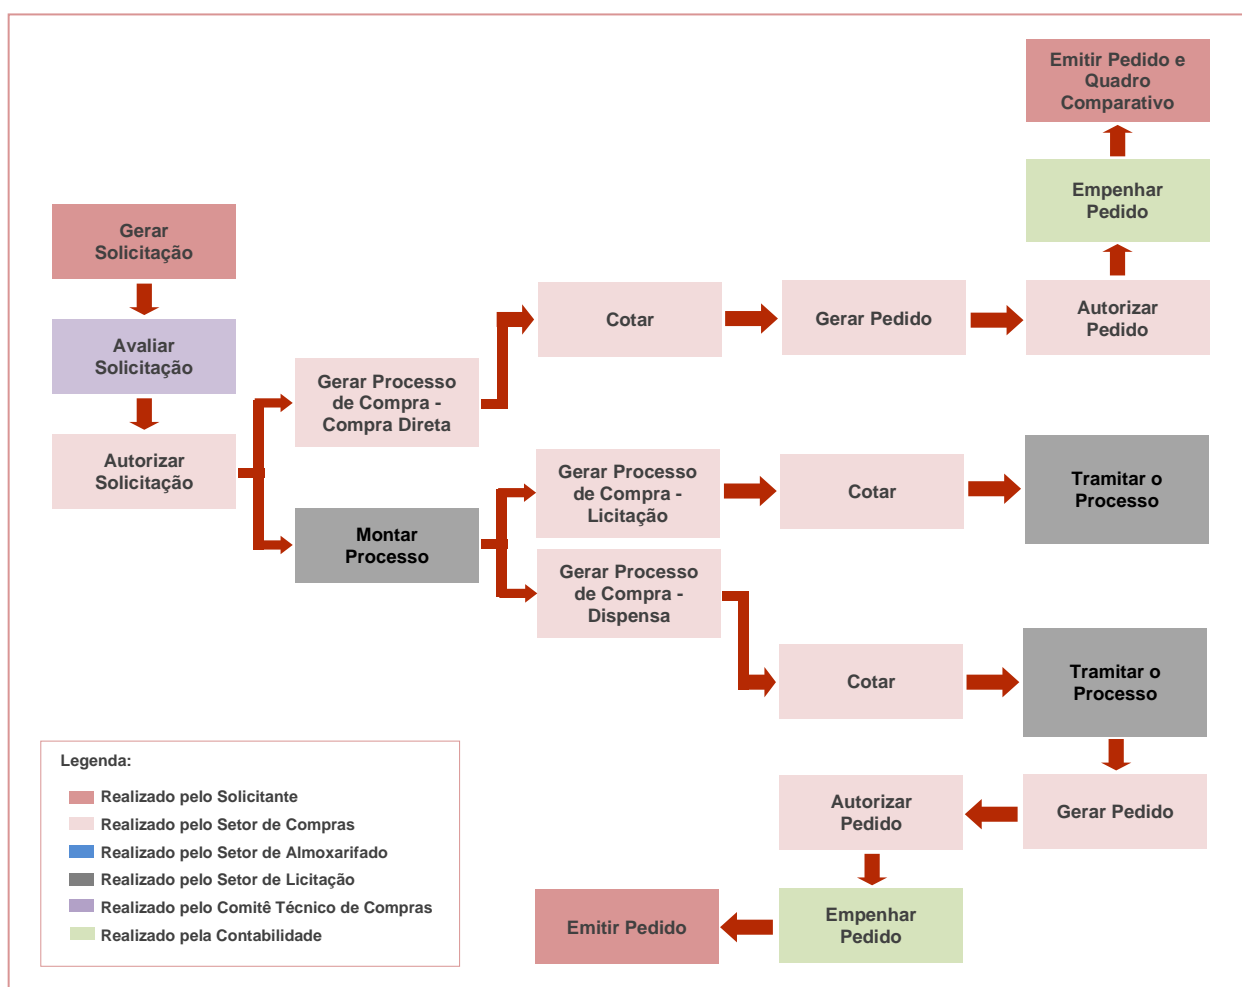 Emitir Pedido e
Quadro
Comparativo
Empenhar
Pedido
Gerar
Solicitação
Avaliar
Solicitação
Autorizar
Solicitação
Gerar Processo
de Compra -
Compra Direta
Cotar
Gerar Pedido
Autorizar
Pedido
Montar
Processo
Gerar Processo
de Compra -
Licitação
Cotar
Tramitar o
Processo
Gerar Processo
de Compra -
Dispensa
Cotar
Tramitar o
Processo
Gerar Pedido
Autorizar
Pedido
Empenhar
Pedido
Emitir Pedido
Legenda:
Realizado pelo Solicitante
Realizado pelo Setor de Compras
Realizado pelo Setor de Almoxarifado
Realizado pelo Setor de Licitação
Realizado pelo Comitê Técnico de Compras
Realizado pela Contabilidade